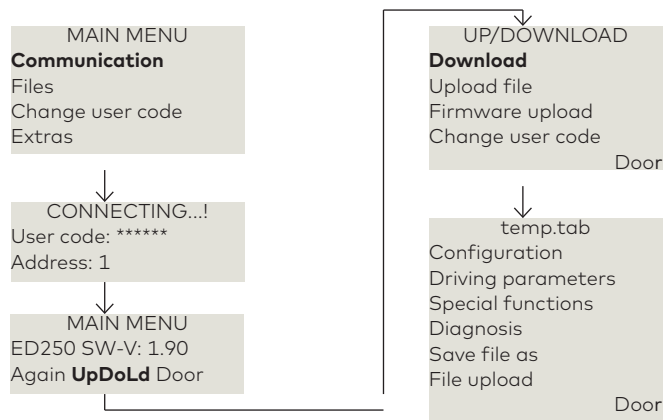 MAIN MENU
Communication
Files
Change user code
Extras
CONNECTING...!
User code: ******
Address: 1
MAIN MENU
ED250 SW-V: 1.90
Again UpDoLd Door
UP/DOWNLOAD
Download
Upload file
Firmware upload
Change user code
Door
temp.tab
Configuration
Driving parameters
Special functions
Diagnosis
Save file as
File upload
Door